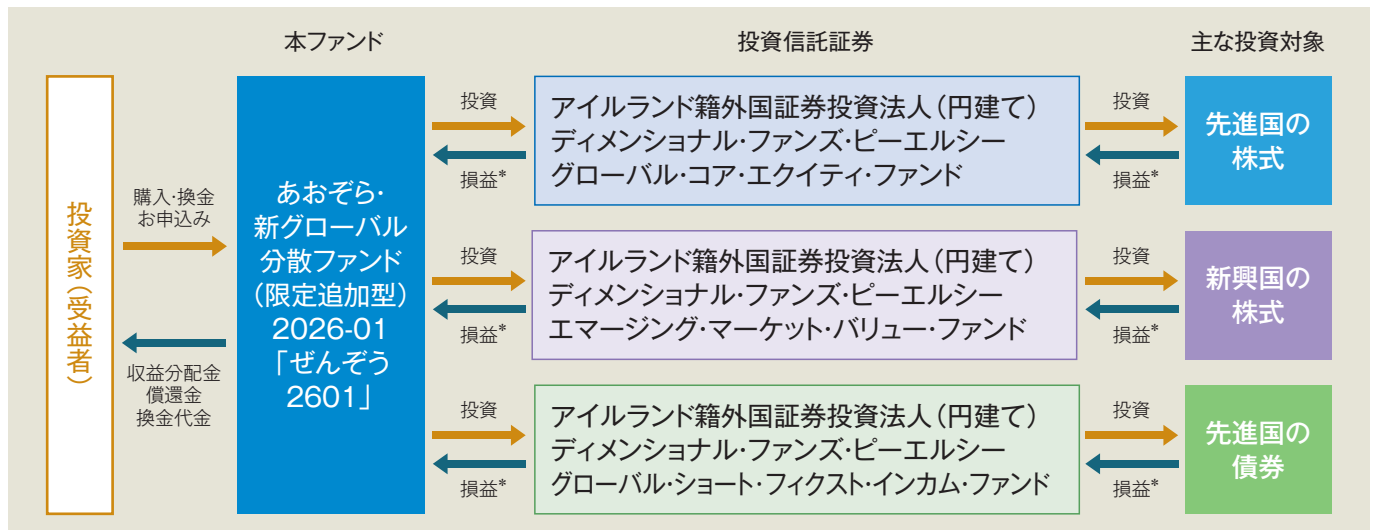 本ファンド
投資信託証券
主な投資対象
投資家(受益者)
購入·換金
お申込み
収益分配金
償還金
換金代金
あおぞら·
新グローバル
分散ファンド
(限定追加型)
2026-01
「ぜんぞう
2601」
投資
損益*
アイルランド籍外国証券投資法人(円建て)
ディメンショナル·ファンズ·ピーエルシー
グローバル·コア·エクイティ·ファンド
投資
損益*
先進国の
株式
投資
損益*
アイルランド籍外国証券投資法人(円建て)
ディメンショナル·ファンズ·ピーエルシー
エマージング·マーケット·バリュー·ファンド
投資
損益*
新興国の
株式
投資
損益*
アイルランド籍外国証券投資法人(円建て)
ディメンショナル·ファンズ·ピーエルシー
グローバル·ショート·フィクスト·インカム·ファンド
投資
損益*
先進国の
債券